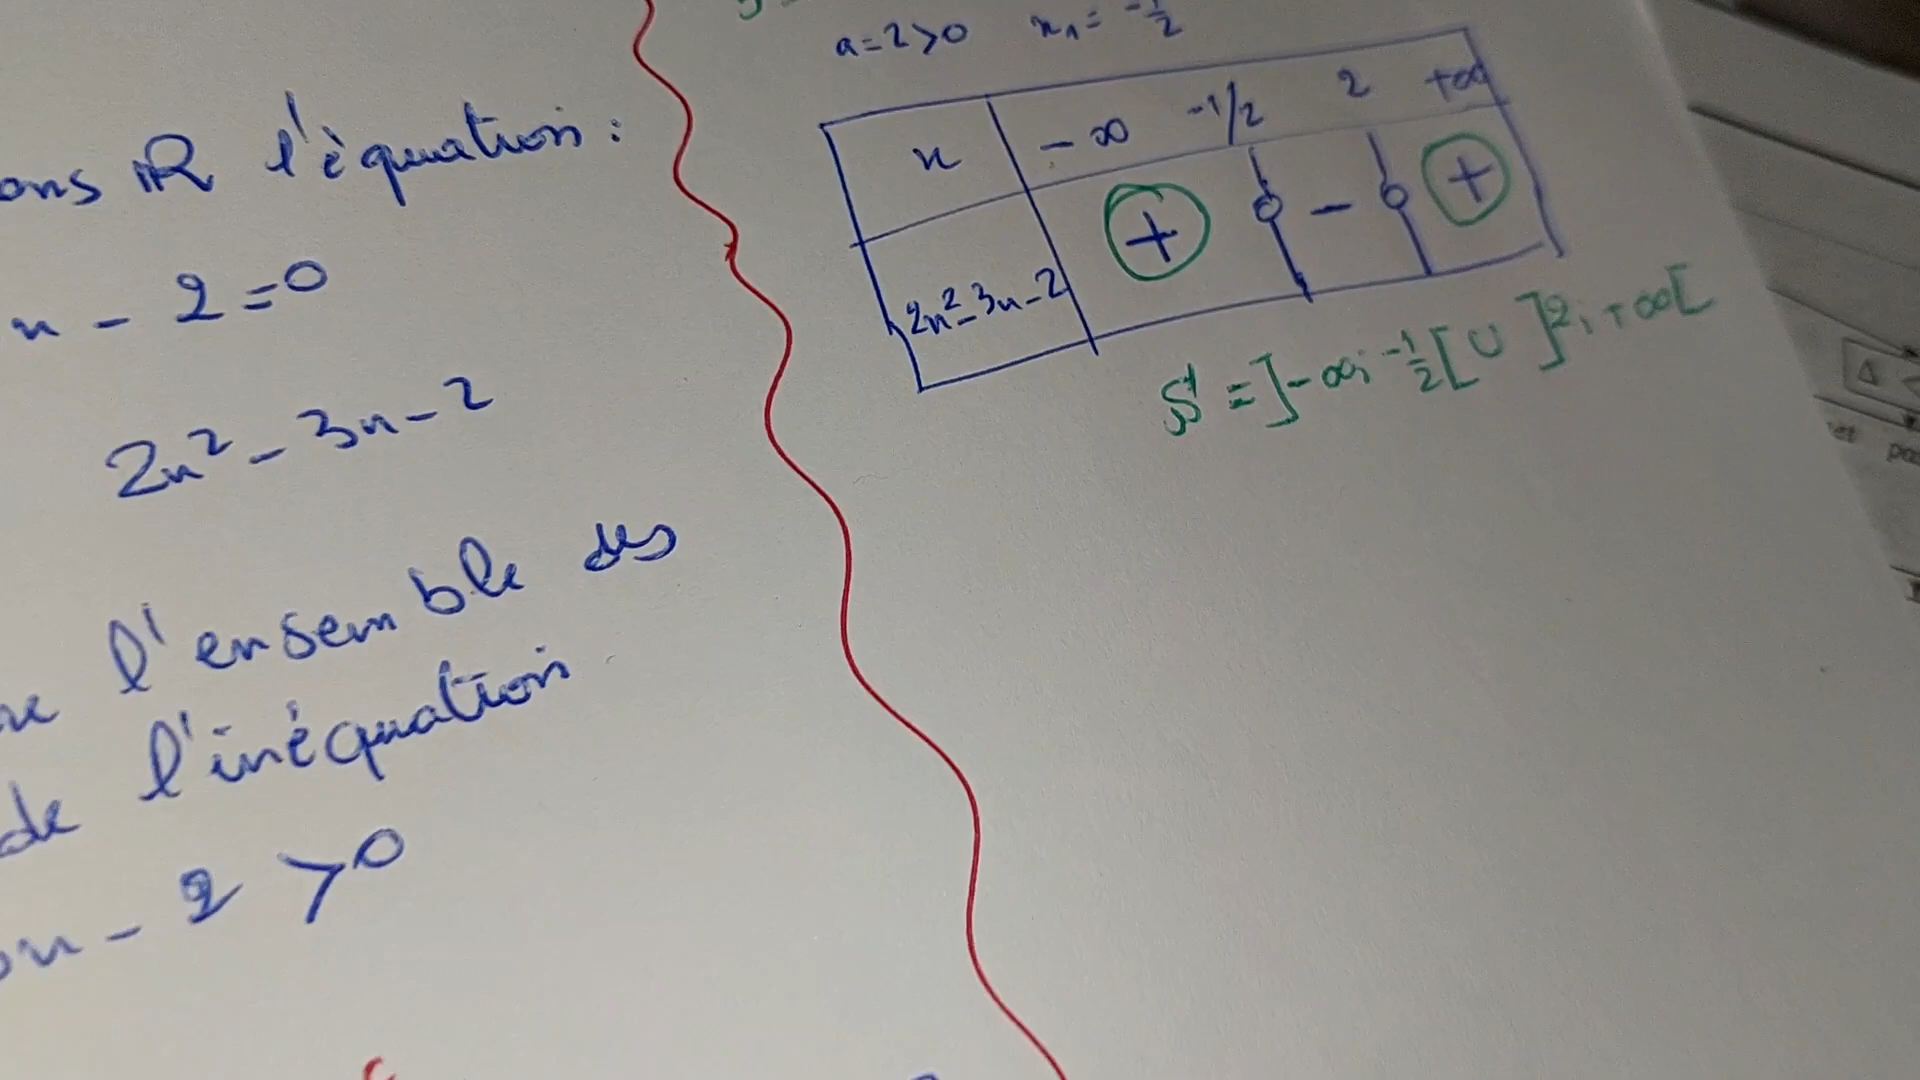 ons ℝ l'équation :
x - 2 = 0
2x² - 3x - 2
l'ensemble des
de l'inéquation
3x - 2 > 0
a = 2 > 0 x₁ = -1/2
x -∞ -1/2 2 +∞
2x² - 3x - 2 + 0 - 0 +
S = ]-∞; -1/2[ ∪ ]2; +∞[